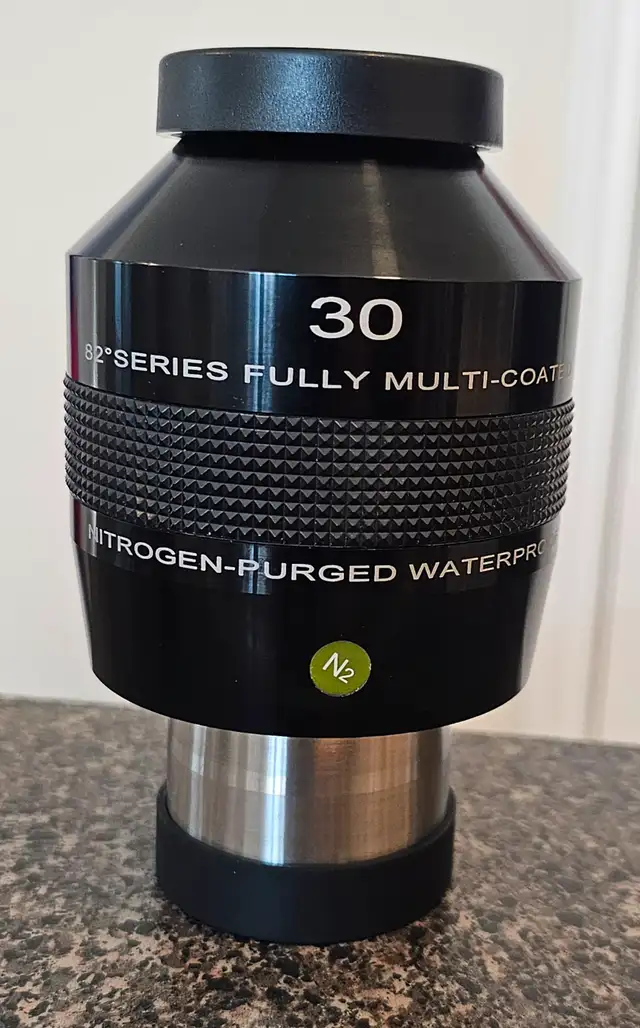 30
82°SERIES FULLY MULTI-COATE
NITROGEN-PURGED WATERPRO
N2